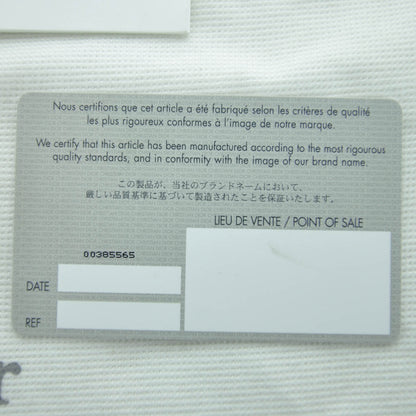 Nous certifions que cet article a été fabriqué selon les critères de qualité
les plus rigoureux conformes à l'image de notre marque.
We certify that this article has been manufactured according to the most rigourous
quality standards, and in conformity with the image of our brand name.
この製品が、当社のブランドネームにおいて、
厳しい品質基準に基づいて製造されたことを保証いたします。
LIEU DE VENTE / POINT OF SALE
00385565
DATE
REF
r